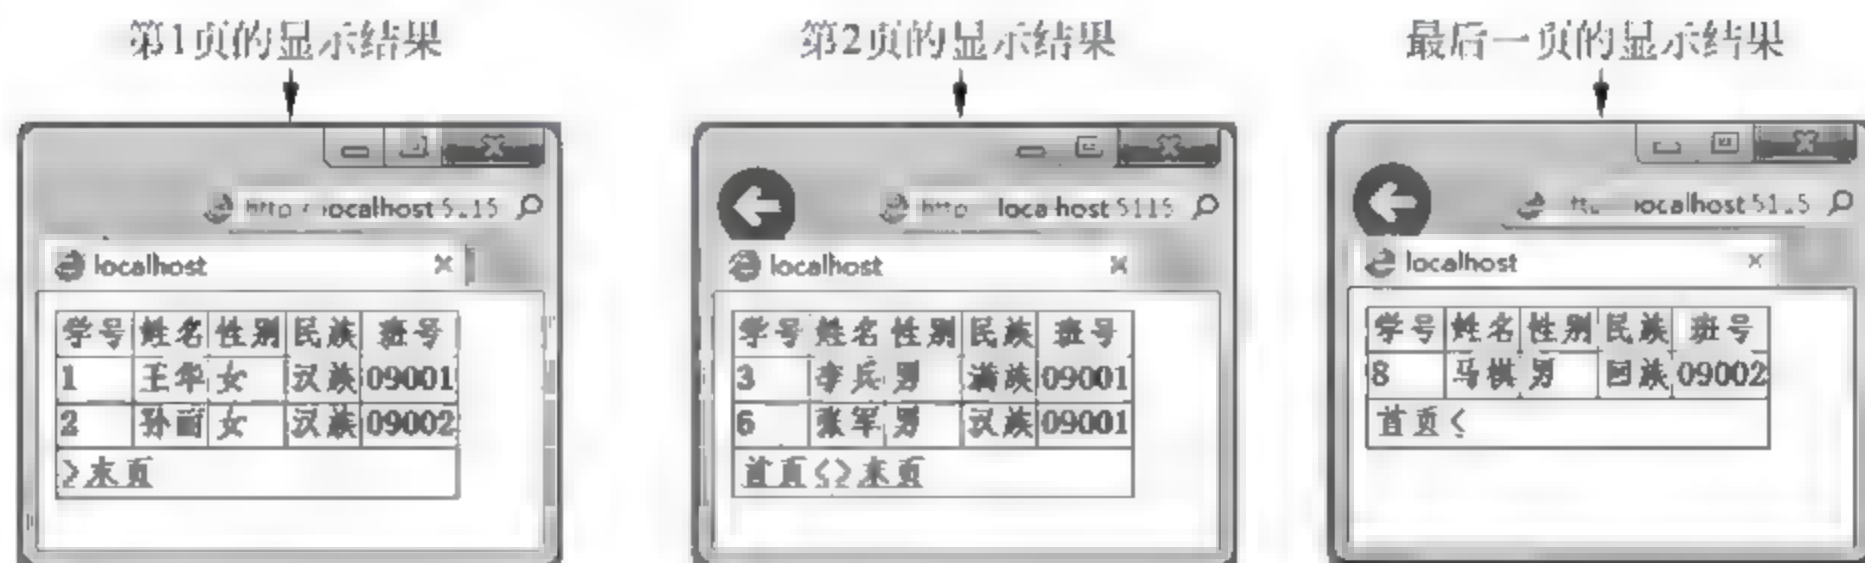 第1页的显示结果
localhost
学号 姓名 性别 民族 班号
1 王华 女 汉族 09001
2 孙丽 女 汉族 09002
> 末页
第2页的显示结果
localhost
学号 姓名 性别 民族 班号
3 李兵 男 满族 09001
6 张军 男 汉族 09001
首页 < > 末页
最后一页的显示结果
localhost
学号 姓名 性别 民族 班号
8 马棋 男 回族 09002
首页 <